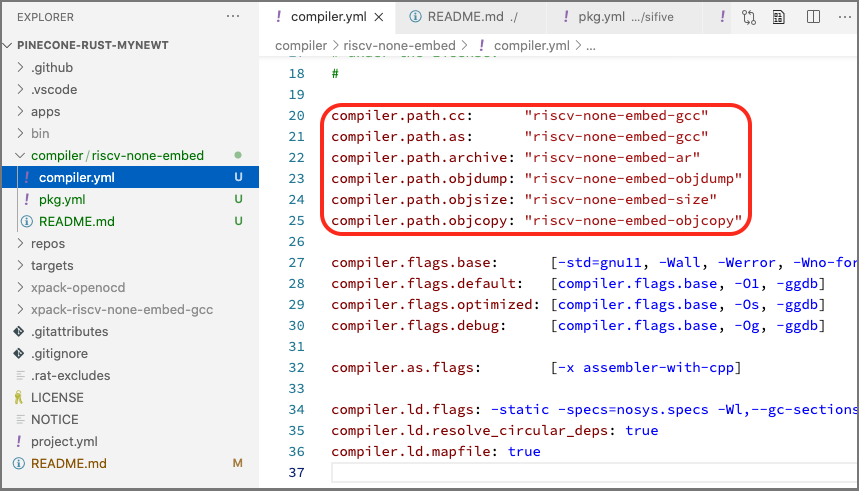 EXPLORER
PINECONE-RUST-MYNEWT
.github
.vscode
apps
bin
compiler / riscv-none-embed
! compiler.yml U
! pkg.yml U
README.md U
repos
targets
xpack-openocd
xpack-riscv-none-embed-gcc
.gitattributes
.gitignore
.rat-excludes
LICENSE
NOTICE
! project.yml
README.md M
! compiler.yml README.md ./ ! pkg.yml .../sifive !
compiler > riscv-none-embed > ! compiler.yml > ...
18 #
19
20 compiler.path.cc: "riscv-none-embed-gcc"
21 compiler.path.as: "riscv-none-embed-gcc"
22 compiler.path.archive: "riscv-none-embed-ar"
23 compiler.path.objdump: "riscv-none-embed-objdump"
24 compiler.path.objsize: "riscv-none-embed-size"
25 compiler.path.objcopy: "riscv-none-embed-objcopy"
26
27 compiler.flags.base: [-std=gnu11, -Wall, -Werror, -Wno-for
28 compiler.flags.default: [compiler.flags.base, -O1, -ggdb]
29 compiler.flags.optimized: [compiler.flags.base, -Os, -ggdb]
30 compiler.flags.debug: [compiler.flags.base, -Og, -ggdb]
31
32 compiler.as.flags: [-x assembler-with-cpp]
33
34 compiler.ld.flags: -static -specs=nosys.specs -Wl,--gc-sections
35 compiler.ld.resolve_circular_deps: true
36 compiler.ld.mapfile: true
37